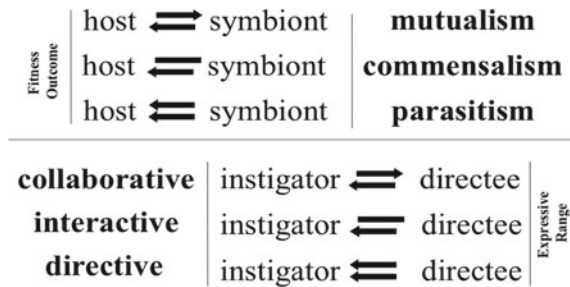 Fitness
Outcome
host symbiont mutualism
host symbiont commensalism
host symbiont parasitism
collaborative instigator directee
interactive instigator directee
directive instigator directee
Expressive
Range